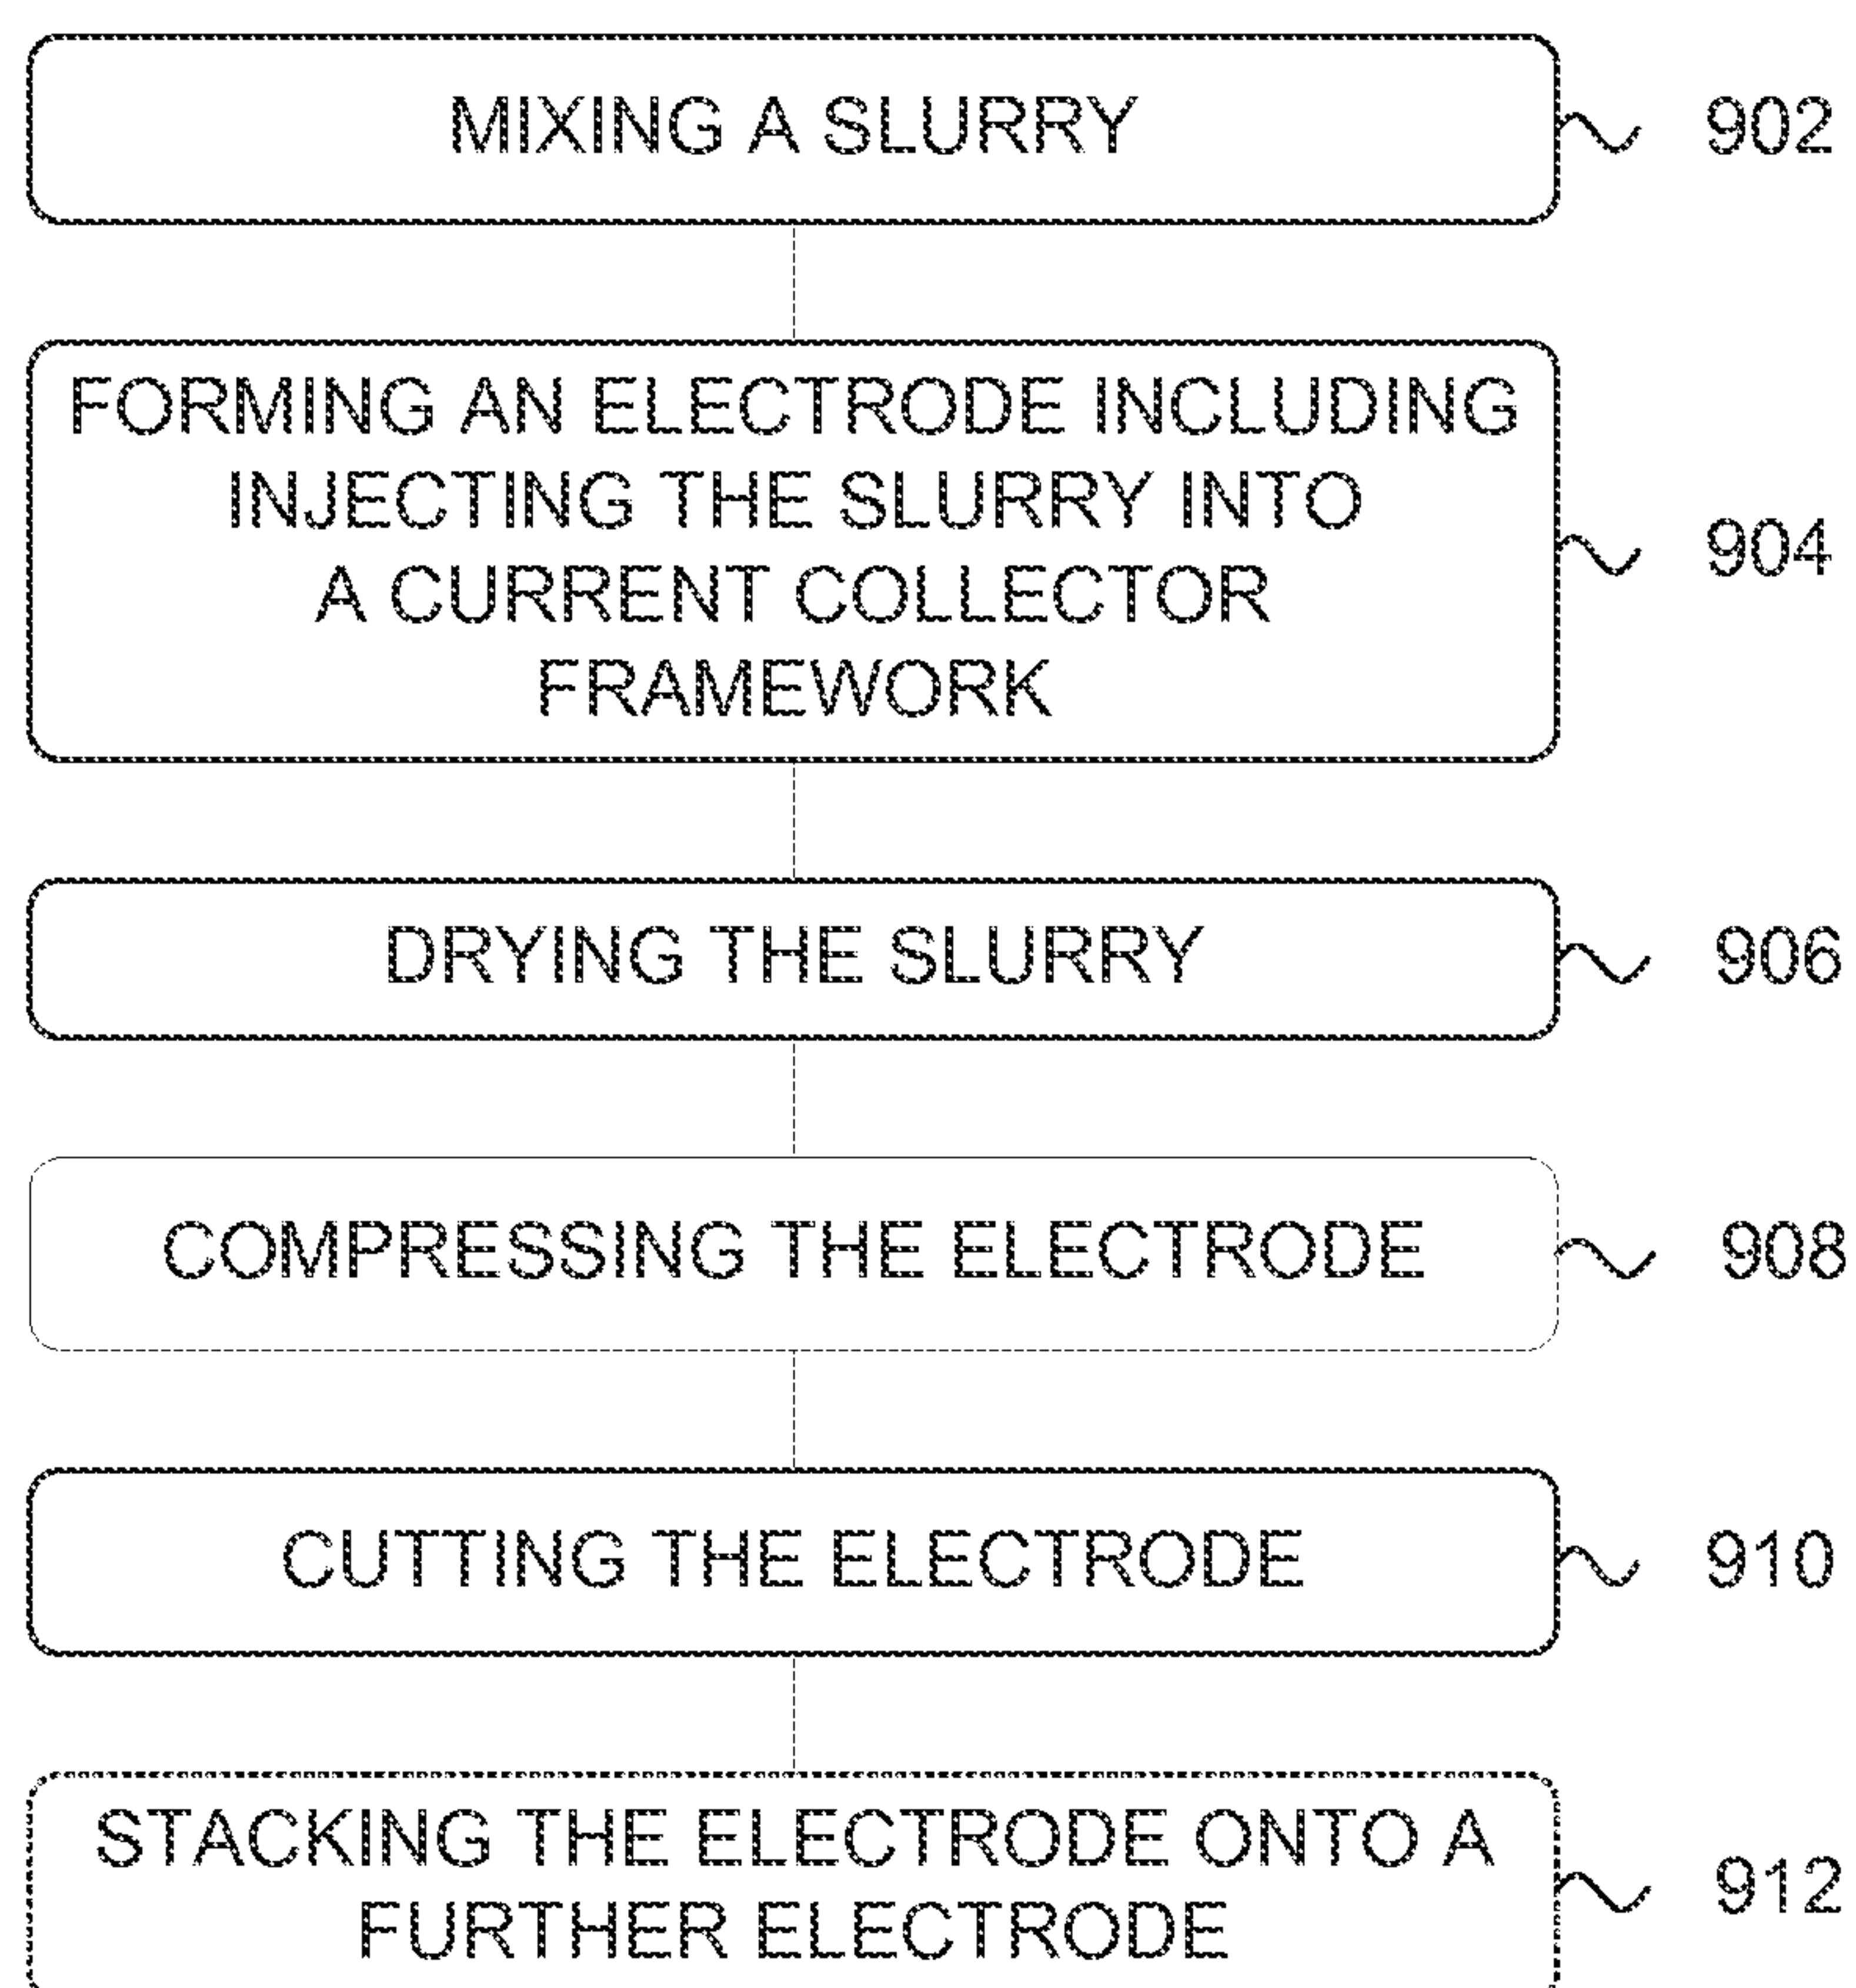 MIXING A SLURRY
902
FORMING AN ELECTRODE INCLUDING
INJECTING THE SLURRY INTO
A CURRENT COLLECTOR
FRAMEWORK
904
DRYING THE SLURRY
906
COMPRESSING THE ELECTRODE
908
CUTTING THE ELECTRODE
910
STACKING THE ELECTRODE ONTO A
FURTHER ELECTRODE
912